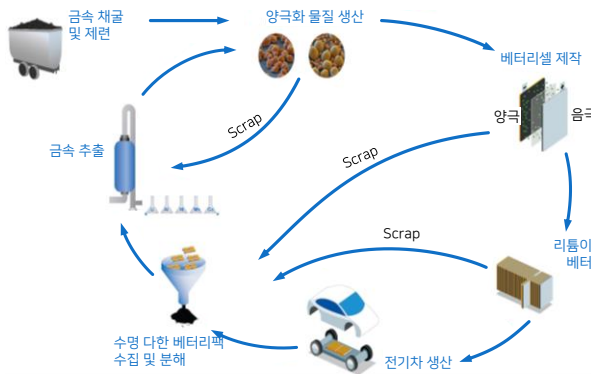 금속 채굴
및 제련
양극화 물질 생산
베터리셀 제작
양극
음극
Scrap
Scrap
금속 추출
Scrap
리튬이
베터
수명 다한 베터리팩
수집 및 분해
전기차 생산